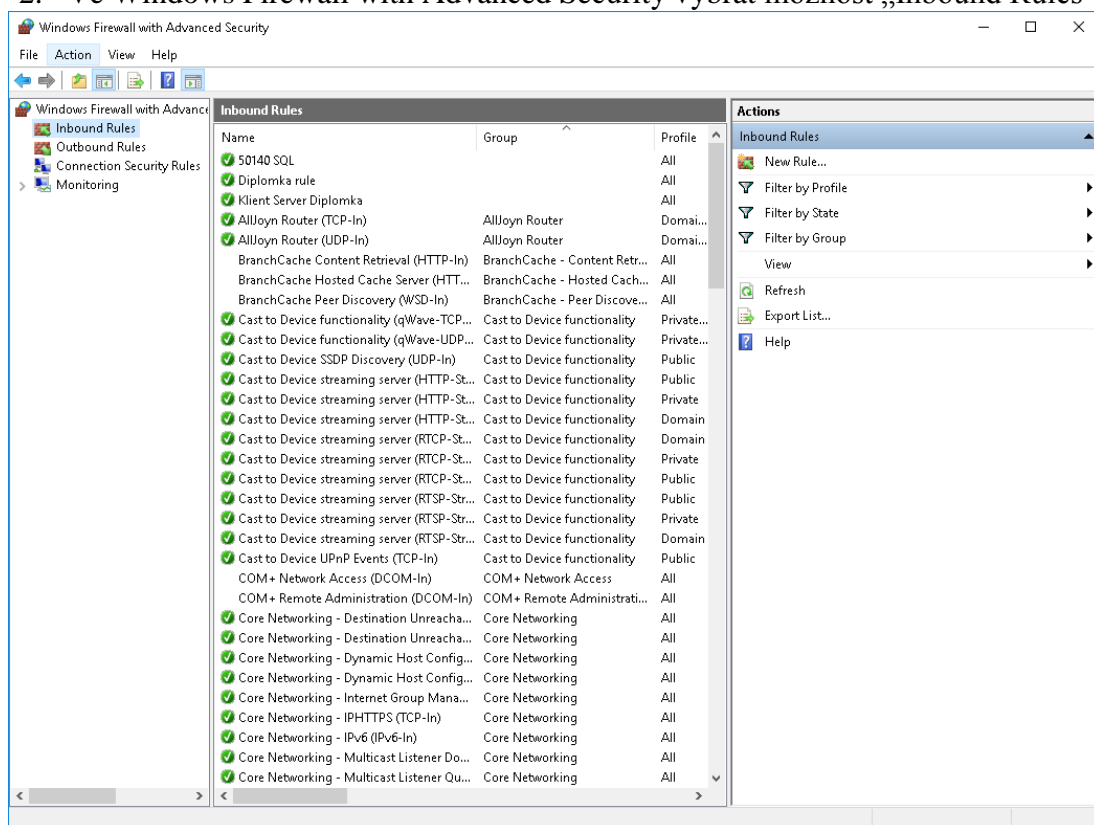 2. Ve Windows Firewall with Advanced Security vybrat možnost „Inbound Rules“
Windows Firewall with Advanced Security
File Action View Help
Windows Firewall with Advance
Inbound Rules
Outbound Rules
Connection Security Rules
Monitoring
Inbound Rules
Name Group Profile
50140 SQL All
Diplomka rule All
Klient Server Diplomka All
AllJoyn Router (TCP-In) AllJoyn Router Domai...
AllJoyn Router (UDP-In) AllJoyn Router Domai...
BranchCache Content Retrieval (HTTP-In) BranchCache - Content Retr... All
BranchCache Hosted Cache Server (HTT... BranchCache - Hosted Cach... All
BranchCache Peer Discovery (WSD-In) BranchCache - Peer Discove... All
Cast to Device functionality (qWave-TCP... Cast to Device functionality Private...
Cast to Device functionality (qWave-UDP... Cast to Device functionality Private...
Cast to Device SSDP Discovery (UDP-In) Cast to Device functionality Public
Cast to Device streaming server (HTTP-St... Cast to Device functionality Public
Cast to Device streaming server (HTTP-St... Cast to Device functionality Private
Cast to Device streaming server (HTTP-St... Cast to Device functionality Domain
Cast to Device streaming server (RTCP-St... Cast to Device functionality Domain
Cast to Device streaming server (RTCP-St... Cast to Device functionality Private
Cast to Device streaming server (RTCP-St... Cast to Device functionality Public
Cast to Device streaming server (RTSP-Str... Cast to Device functionality Public
Cast to Device streaming server (RTSP-Str... Cast to Device functionality Private
Cast to Device streaming server (RTSP-Str... Cast to Device functionality Domain
Cast to Device UPnP Events (TCP-In) Cast to Device functionality Public
COM+ Network Access (DCOM-In) COM+ Network Access All
COM+ Remote Administration (DCOM-In) COM+ Remote Administrati... All
Core Networking - Destination Unreacha... Core Networking All
Core Networking - Destination Unreacha... Core Networking All
Core Networking - Dynamic Host Config... Core Networking All
Core Networking - Dynamic Host Config... Core Networking All
Core Networking - Internet Group Mana... Core Networking All
Core Networking - IPHTTPS (TCP-In) Core Networking All
Core Networking - IPv6 (IPv6-In) Core Networking All
Core Networking - Multicast Listener Do... Core Networking All
Core Networking - Multicast Listener Qu... Core Networking All
Actions
Inbound Rules
New Rule...
Filter by Profile
Filter by State
Filter by Group
View
Refresh
Export List...
Help